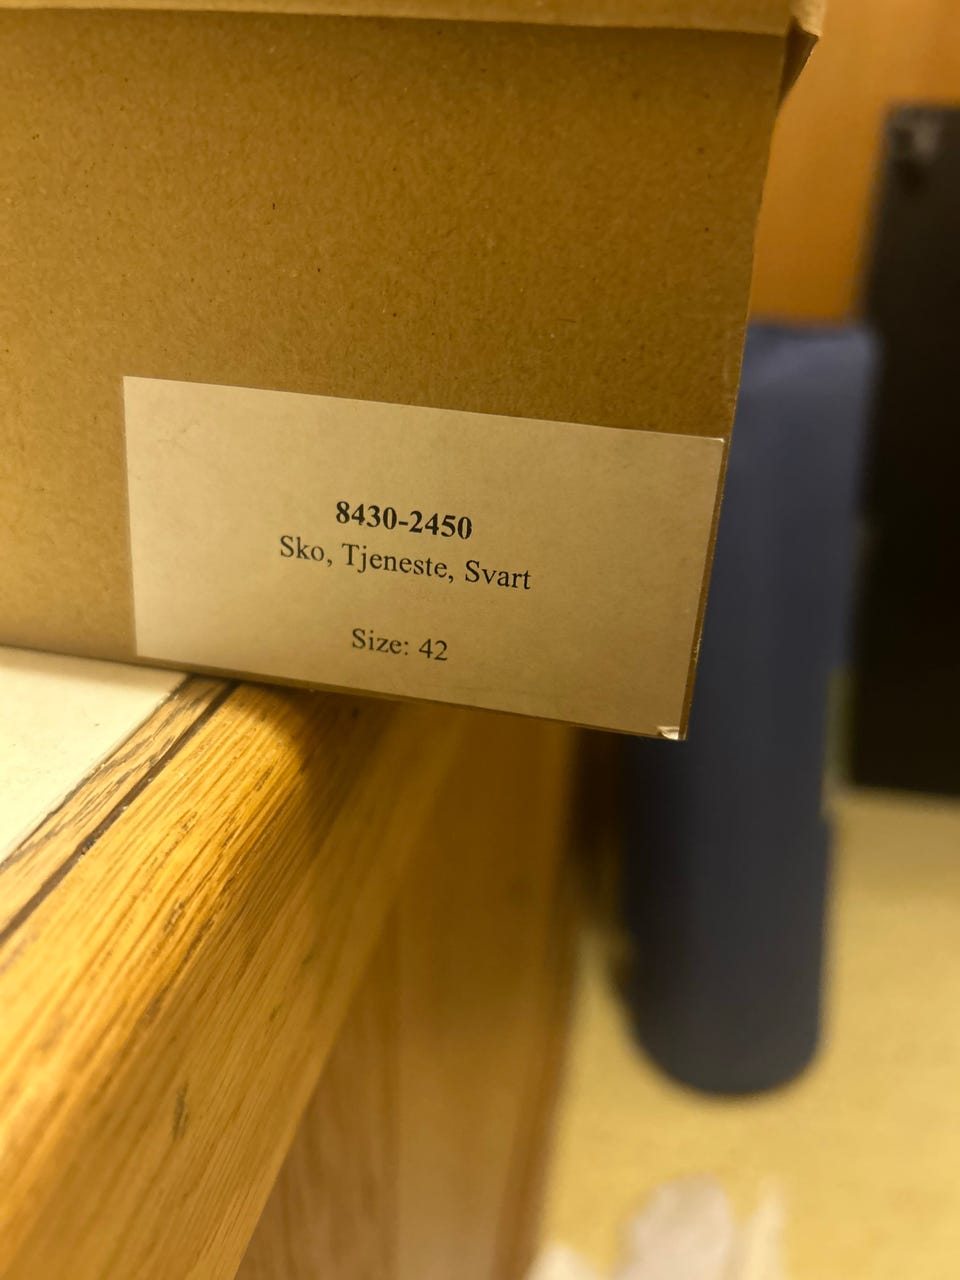 8430-2450
Sko, Tjeneste, Svart
Size: 42